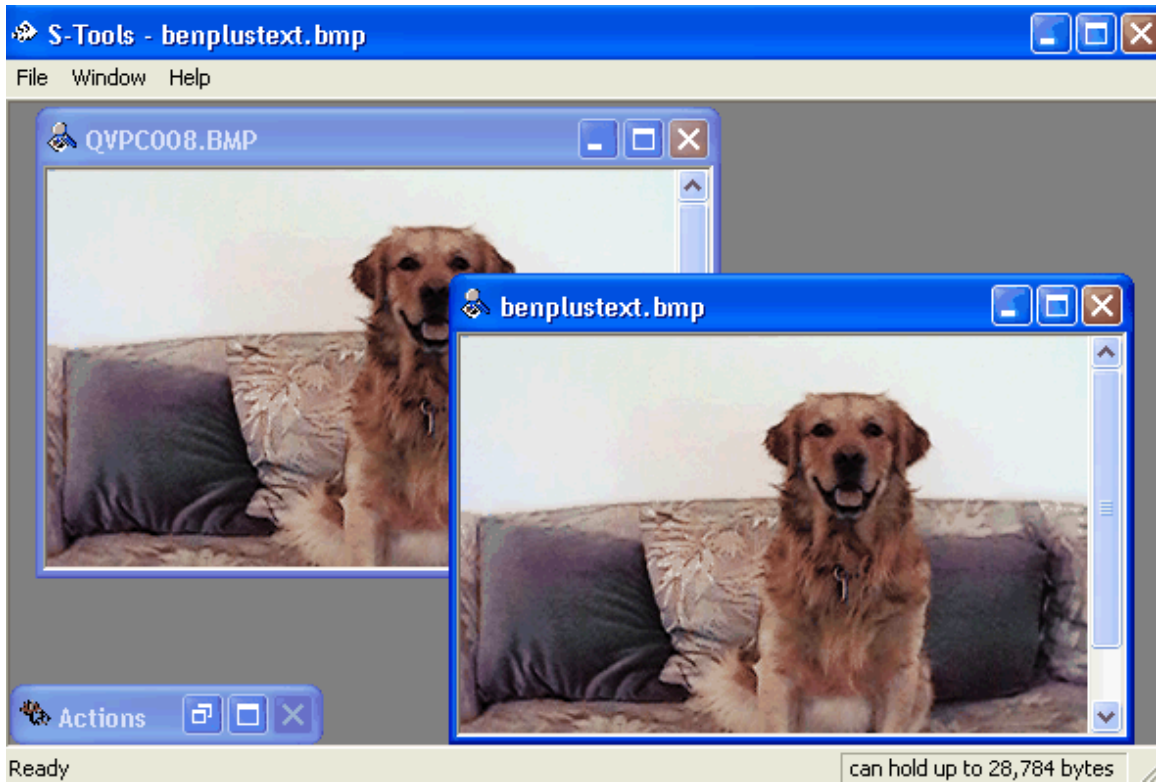 S-Tools - benplustext.bmp
File Window Help
QVPC008.BMP
benplustext.bmp
Actions
Ready
can hold up to 28,784 bytes